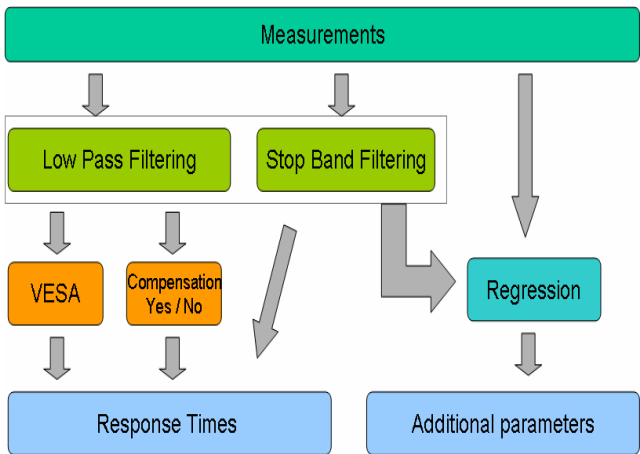 Measurements
Low Pass Filtering
Stop Band Filtering
VESA
Compensation
Yes / No
Regression
Response Times
Additional parameters